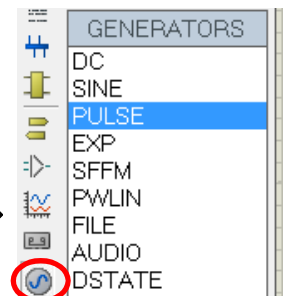 GENERATORS
DC
SINE
PULSE
EXP
SFFM
PWLIN
FILE
AUDIO
DSTATE